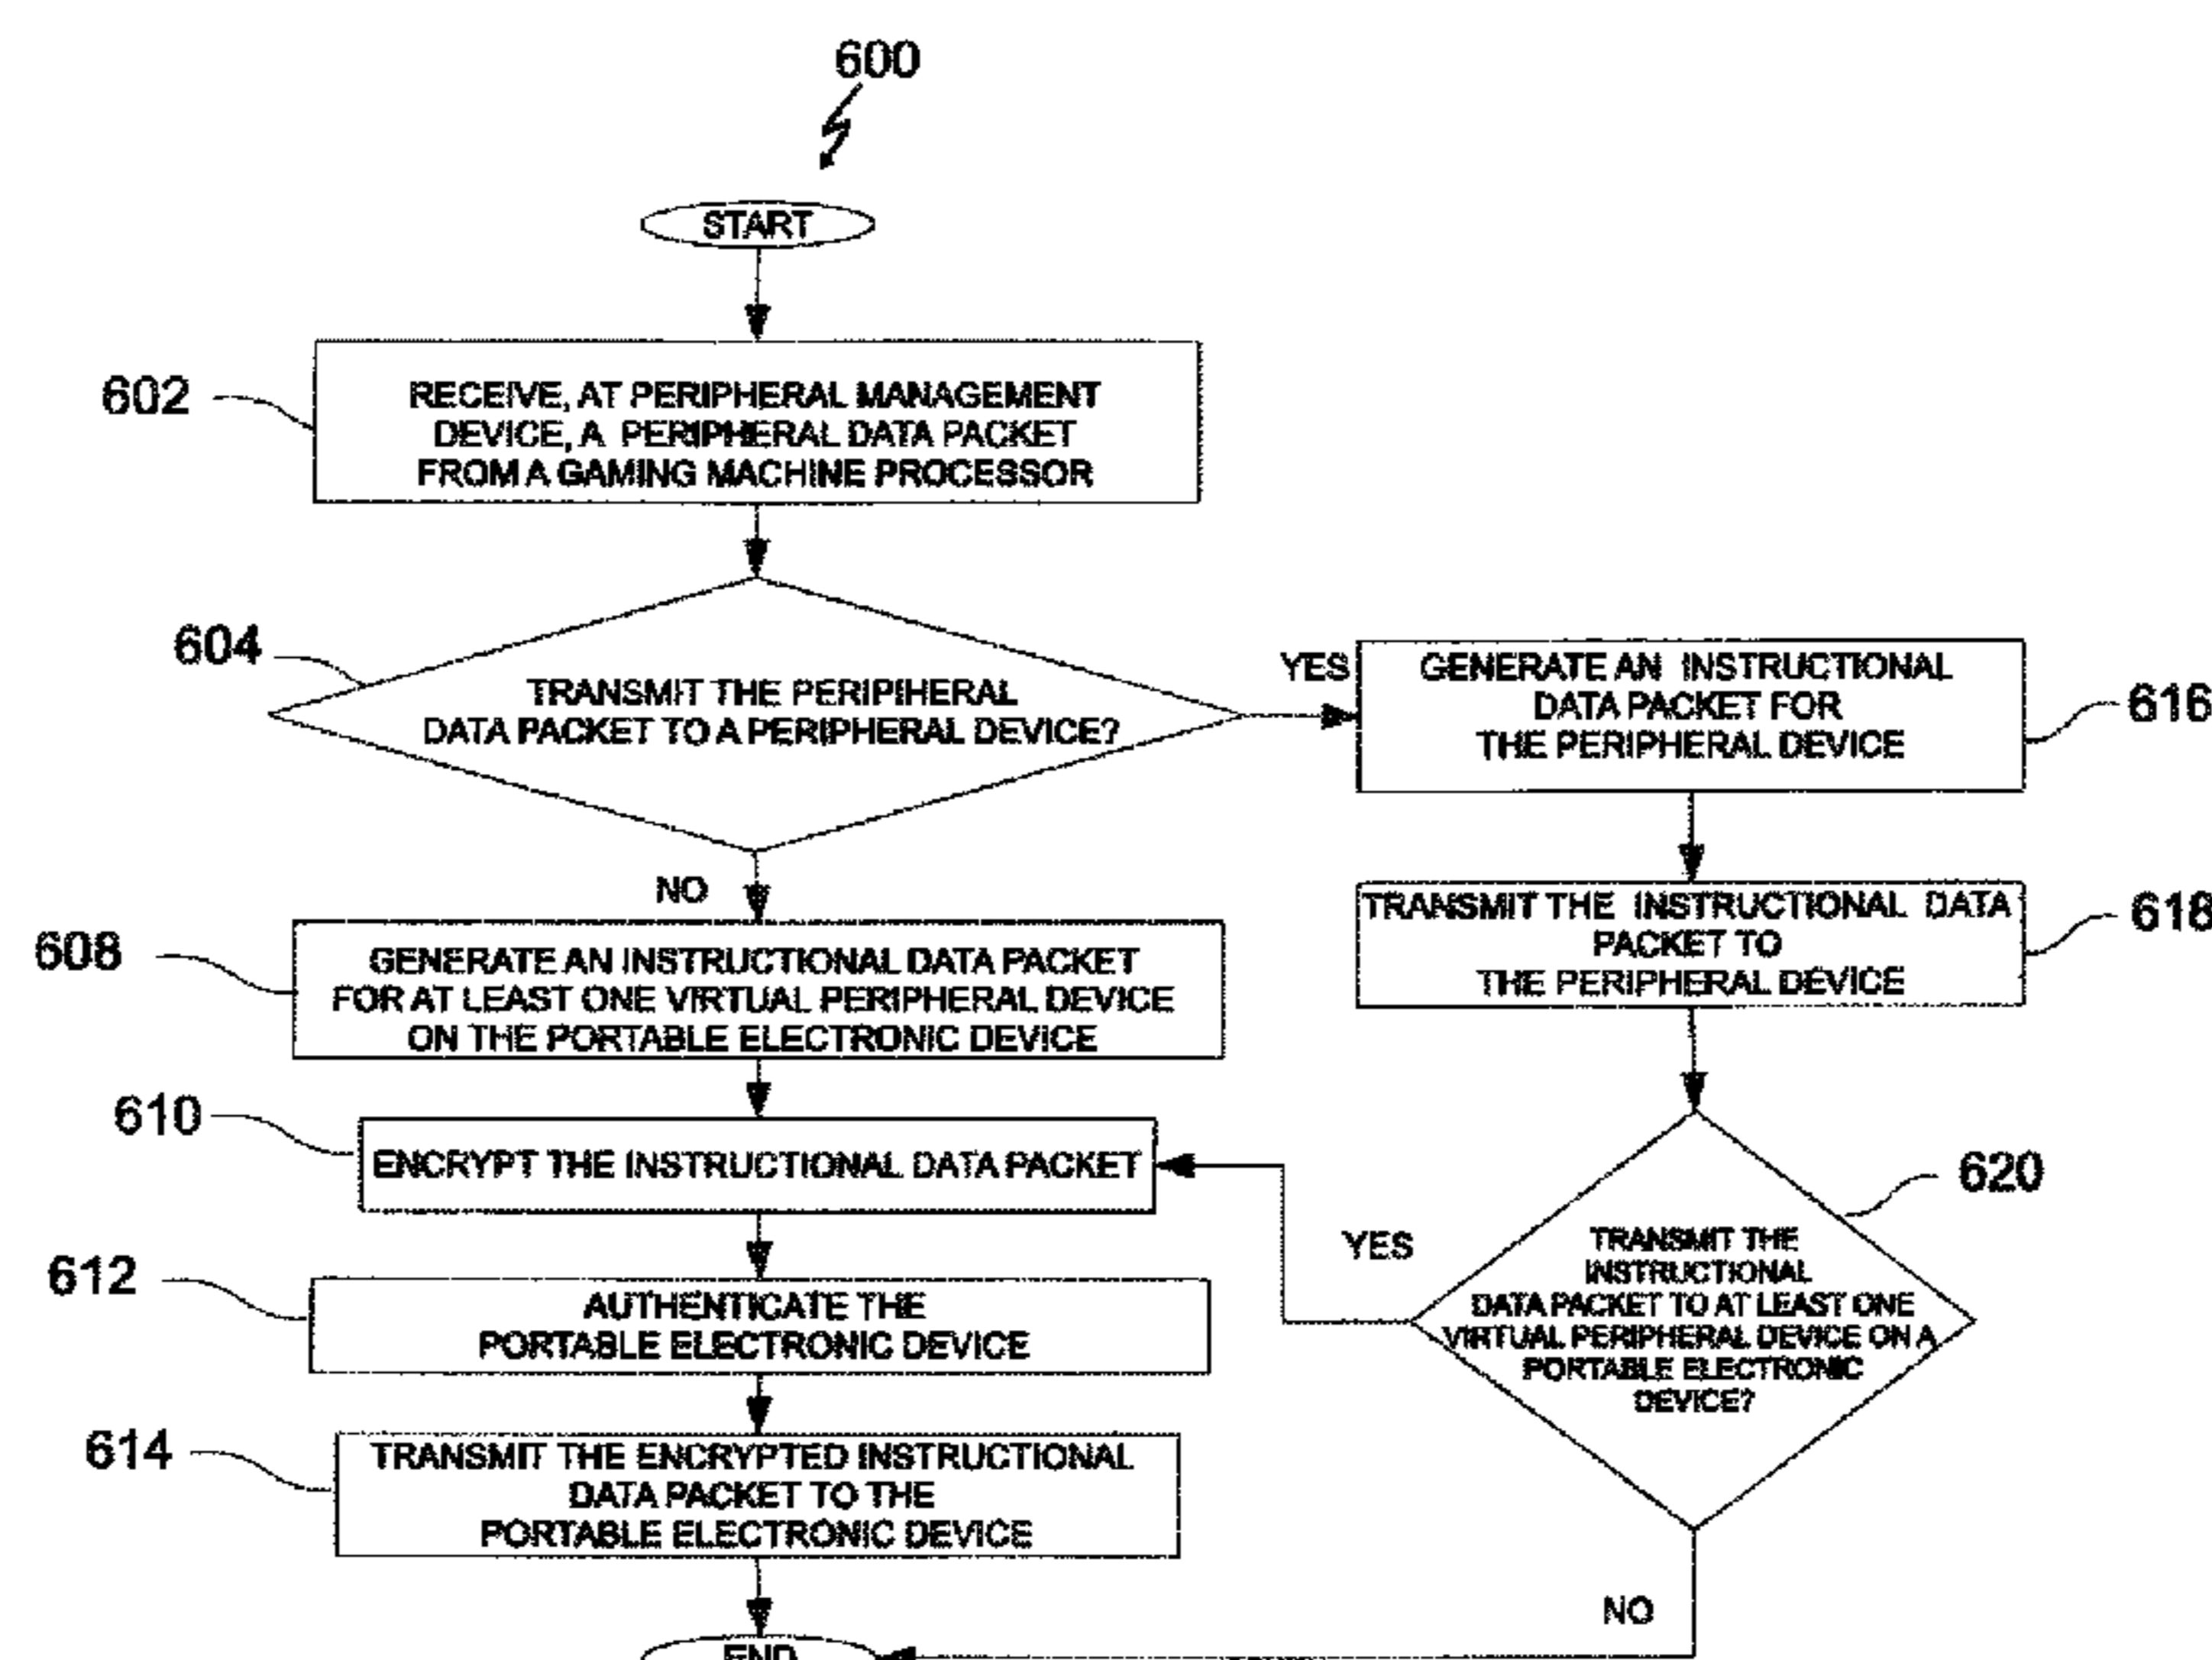 600
START
602
RECEIVE, AT PERIPHERAL MANAGEMENT
DEVICE, A PERIPHERAL DATA PACKET
FROM A GAMING MACHINE PROCESSOR
604
TRANSMIT THE PERIPIHERAL
DATA PACKET TO A PERIPHERAL DEVICE?
YES
GENERATE AN INSTRUCTIONAL
DATA PACKET FOR
THE PERIPHERAL DEVICE
616
NO
TRANSMIT THE INSTRUCTIONAL DATA
PACKET TO
THE PERIPHERAL DEVICE
618
608
GENERATE AN INSTRUCTIONAL DATA PACKET
FOR AT LEAST ONE VIRTUAL PERIPHERAL DEVICE
ON THE PORTABLE ELECTRONIC DEVICE
610
ENCRYPT THE INSTRUCTIONAL DATA PACKET
620
YES
TRANSMIT THE
INSTRUCTIONAL
DATA PACKET TO AT LEAST ONE
VIRTUAL PERIPHERAL DEVICE ON A
PORTABLE ELECTRONIC
DEVICE?
612
AUTHENTICATE THE
PORTABLE ELECTRONIC DEVICE
614
TRANSMIT THE ENCRYPTED INSTRUCTIONAL
DATA PACKET TO THE
PORTABLE ELECTRONIC DEVICE
NO
END